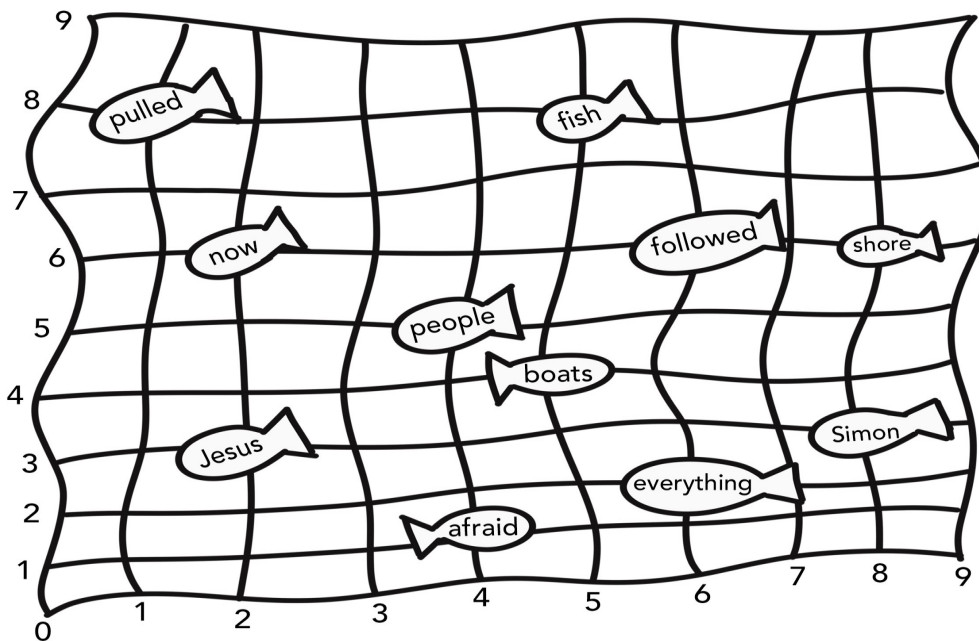 9
8
pulled
fish
7
now
followed
shore
6
people
5
boats
4
Jesus
Simon
3
everything
2
afraid
1
0 1 2 3 4 5 6 7 8 9